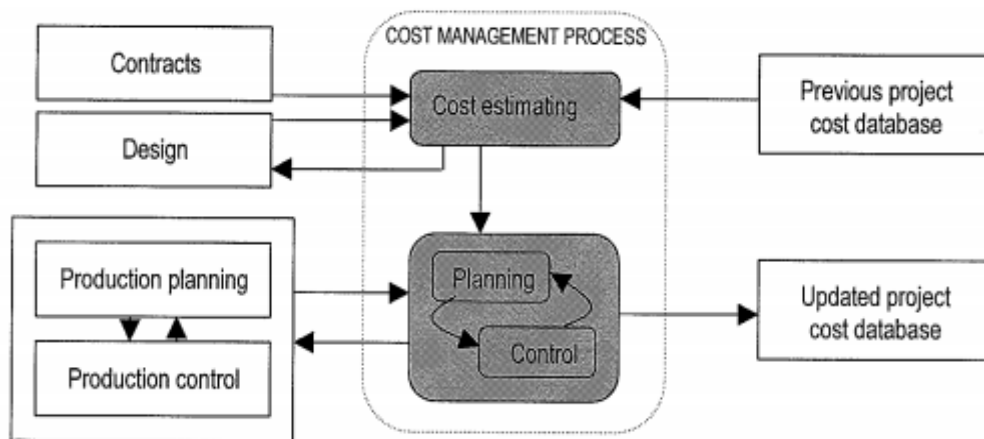 COST MANAGEMENT PROCESS
Contracts
Cost estimating
Previous project
cost database
Design
Production planning
Planning
Updated project
cost database
Control
Production control